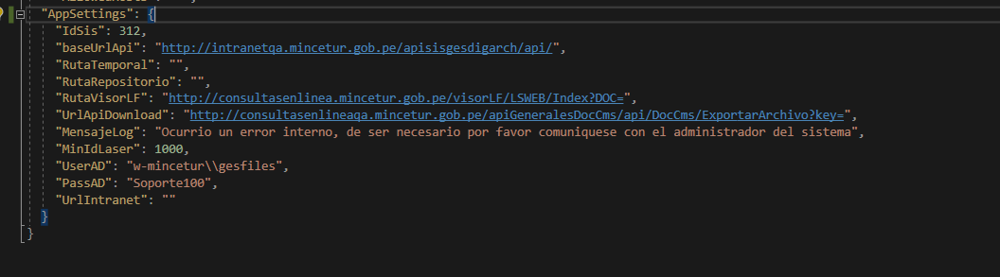 "AppSettings": {
"IdSis": 312,
"baseUrlApi": "http://intranetqa.mincetur.gob.pe/apisisgesdigarch/api/",
"RutaTemporal": "",
"RutaRepositorio": "",
"RutaVisorLF": "http://consultasenlinea.mincetur.gob.pe/visorLF/LSWEB/Index?DOC=",
"UrlApiDownload": "http://consultasenlineaqa.mincetur.gob.pe/apiGeneralesDocCms/api/DocCms/ExportarArchivo?key=",
"MensajeLog": "Ocurrio un error interno, de ser necesario por favor comuniquese con el administrador del sistema",
"MinIdLaser": 1000,
"UserAD": "w-mincetur\\gesfiles",
"PassAD": "Soporte100",
"UrlIntranet": ""
}
}